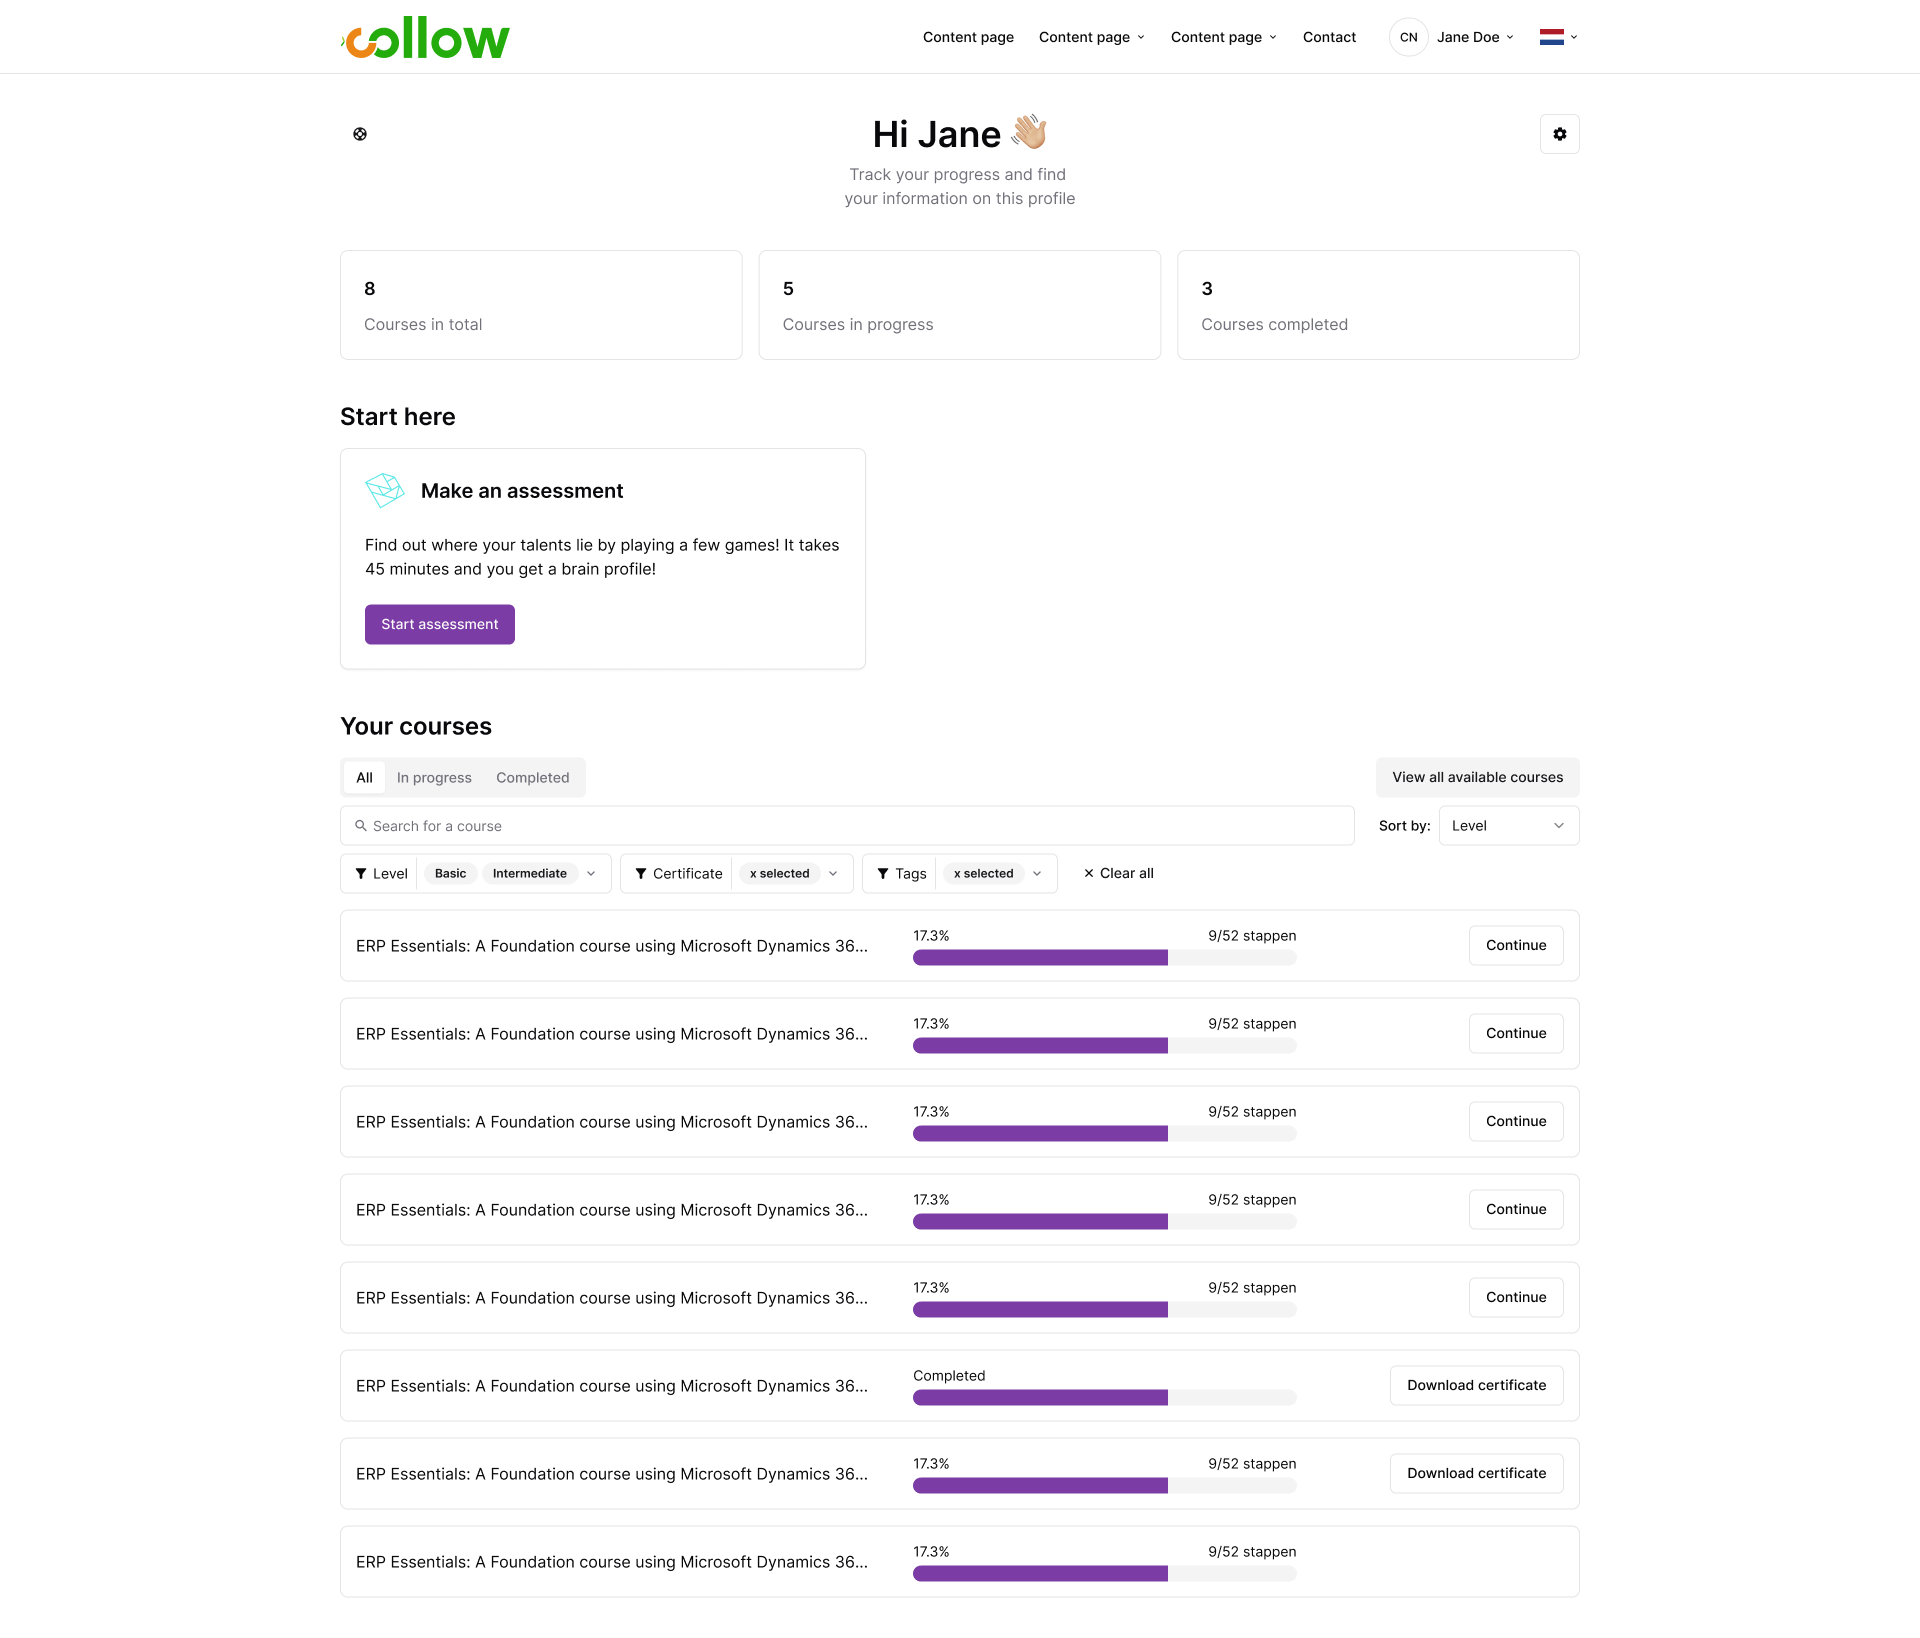 collow
Content page
Content page
Content page
Contact
CN
Jane Doe
Hi Jane 👋🏼
Track your progress and find
your information on this profile
8
Courses in total
5
Courses in progress
3
Courses completed
Start here
Make an assessment
Find out where your talents lie by playing a few games! It takes
45 minutes and you get a brain profile!
Start assessment
Your courses
All
In progress
Completed
View all available courses
Search for a course
Sort by:
Level
Level
Basic
Intermediate
Certificate
x selected
Tags
x selected
Clear all
ERP Essentials: A Foundation course using Microsoft Dynamics 36...
17.3%
9/52 stappen
Continue
ERP Essentials: A Foundation course using Microsoft Dynamics 36...
17.3%
9/52 stappen
Continue
ERP Essentials: A Foundation course using Microsoft Dynamics 36...
17.3%
9/52 stappen
Continue
ERP Essentials: A Foundation course using Microsoft Dynamics 36...
17.3%
9/52 stappen
Continue
ERP Essentials: A Foundation course using Microsoft Dynamics 36...
17.3%
9/52 stappen
Continue
ERP Essentials: A Foundation course using Microsoft Dynamics 36...
Completed
Download certificate
ERP Essentials: A Foundation course using Microsoft Dynamics 36...
17.3%
9/52 stappen
Download certificate
ERP Essentials: A Foundation course using Microsoft Dynamics 36...
17.3%
9/52 stappen